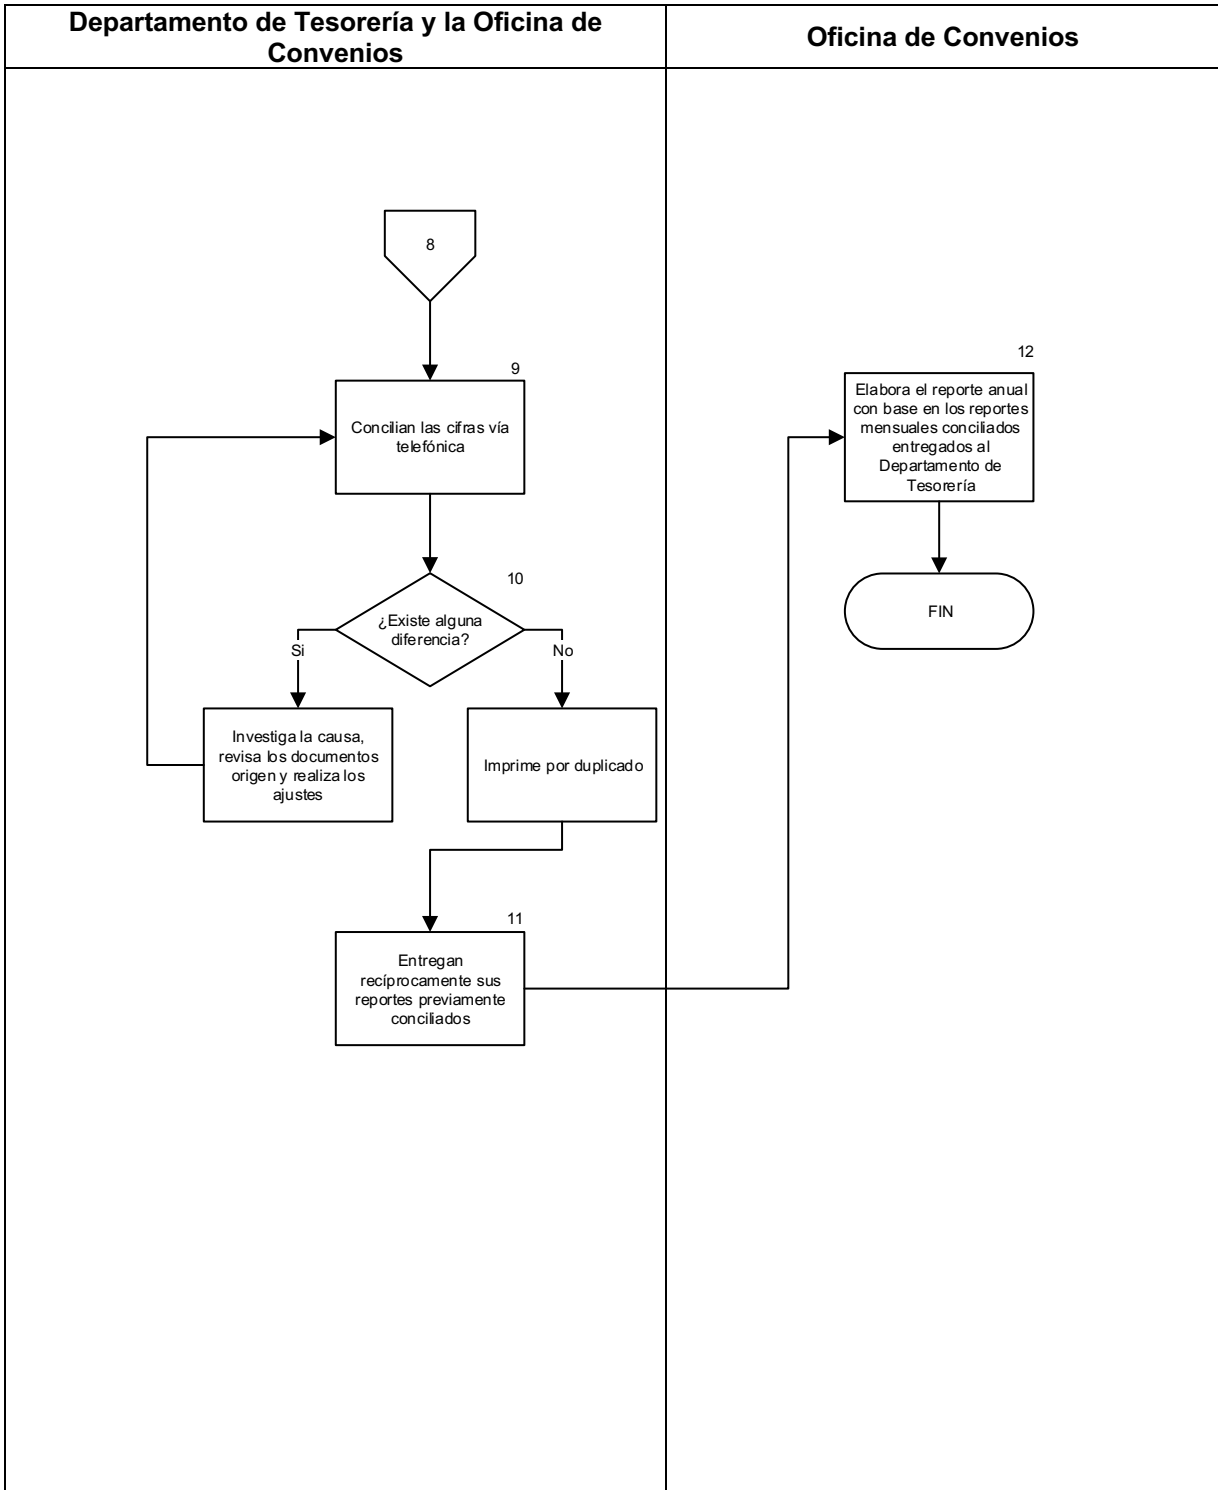 Departamento de Tesorería y la Oficina de
Convenios
Oficina de Convenios
8
9
Concilian las cifras vía
telefónica
10
¿Existe alguna
diferencia?
Si
No
Investiga la causa,
revisa los documentos
origen y realiza los
ajustes
Imprime por duplicado
11
Entregan
recíprocamente sus
reportes previamente
conciliados
12
Elabora el reporte anual
con base en los reportes
mensuales conciliados
entregados al
Departamento de
Tesorería
FIN